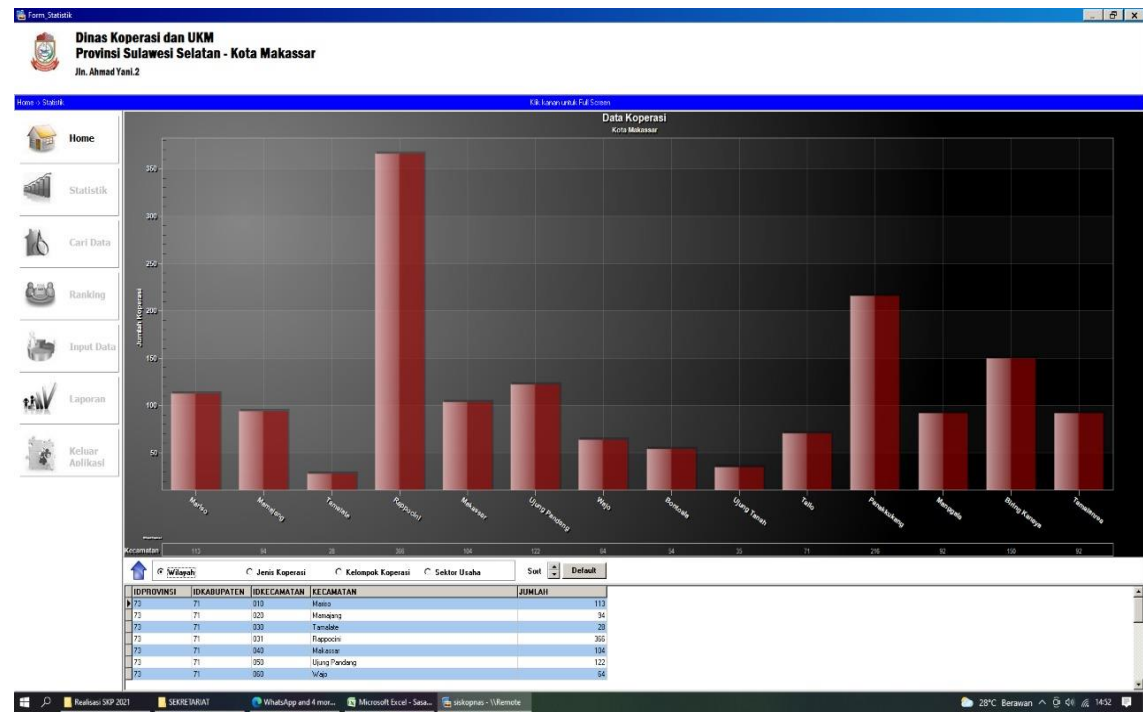 Form_Statistik
Dinas Koperasi dan UKM
Provinsi Sulawesi Selatan - Kota Makassar
Jln. Ahmad Yani.2
Home -> Statistik
Klik kanan untuk Full Screen
Home
Statistik
Cari Data
Ranking
Input Data
Laporan
Keluar
Aplikasi
Data Koperasi
Kota Makassar
Jumlah Koperasi
350
300
250
200
150
100
50
Mariso
Mamajang
Tamalate
Rappocini
Makassar
Ujung Pandang
Wajo
Bontoala
Ujung Tanah
Tallo
Panakkukang
Manggala
Biring Kanaya
Tamalanrea
Kecamatan 113 94 28 366 104 122 64 54 35 71 216 92 150 92
Wilayah Jenis Koperasi Kelompok Koperasi Sektor Usaha Sort Default
IDPROVINSI IDKABUPATEN IDKECAMATAN KECAMATAN JUMLAH
73 71 010 Mariso 113
73 71 020 Mamajang 94
73 71 030 Tamalate 28
73 71 031 Rappocini 366
73 71 040 Makassar 104
73 71 050 Ujung Pandang 122
73 71 060 Wajo 64
Realisasi SKP 2021 SEKRETARIAT WhatsApp and 4 mor... Microsoft Excel - Sasa... siskopnas - \\Remote 28°C Berawan 1452